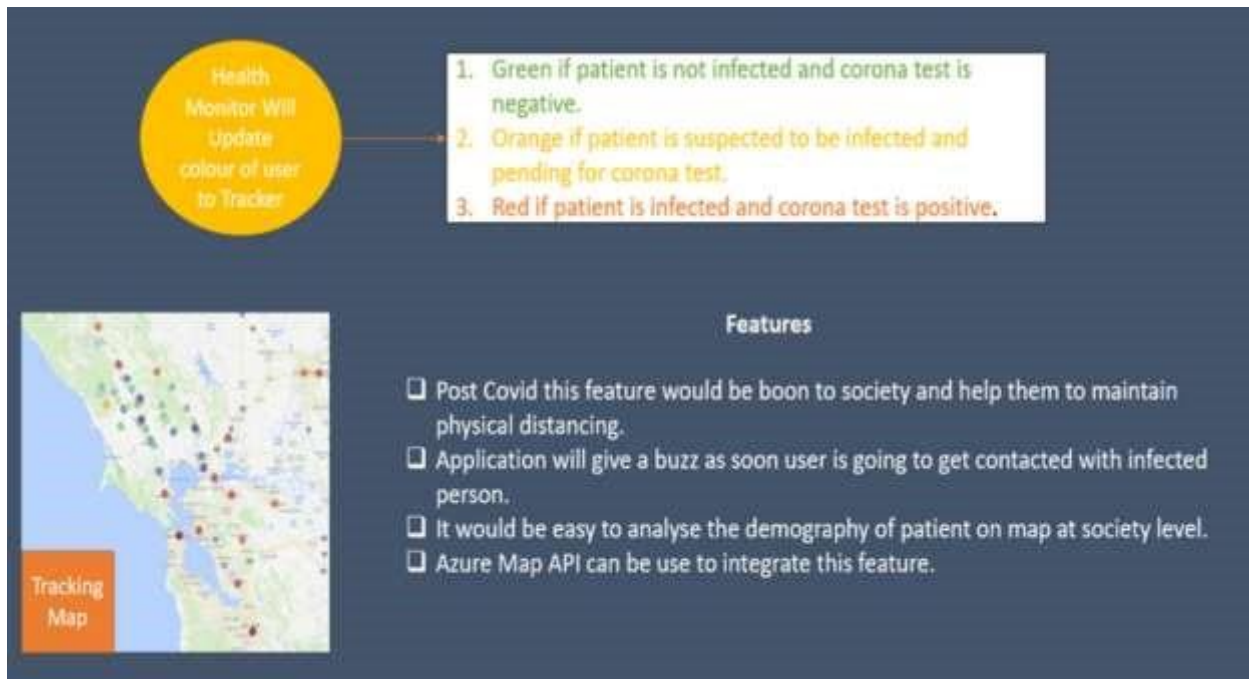 Health
Monitor Will
Update
colour of user
to Tracker
1. Green if patient is not infected and corona test is
negative.
2. Orange if patient is suspected to be infected and
pending for corona test.
3. Red if patient is infected and corona test is positive.
Features
❑ Post Covid this feature would be boon to society and help them to maintain
physical distancing.
❑ Application will give a buzz as soon user is going to get contacted with infected
person.
❑ It would be easy to analyse the demography of patient on map at society level.
❑ Azure Map API can be use to integrate this feature.
Tracking
Map